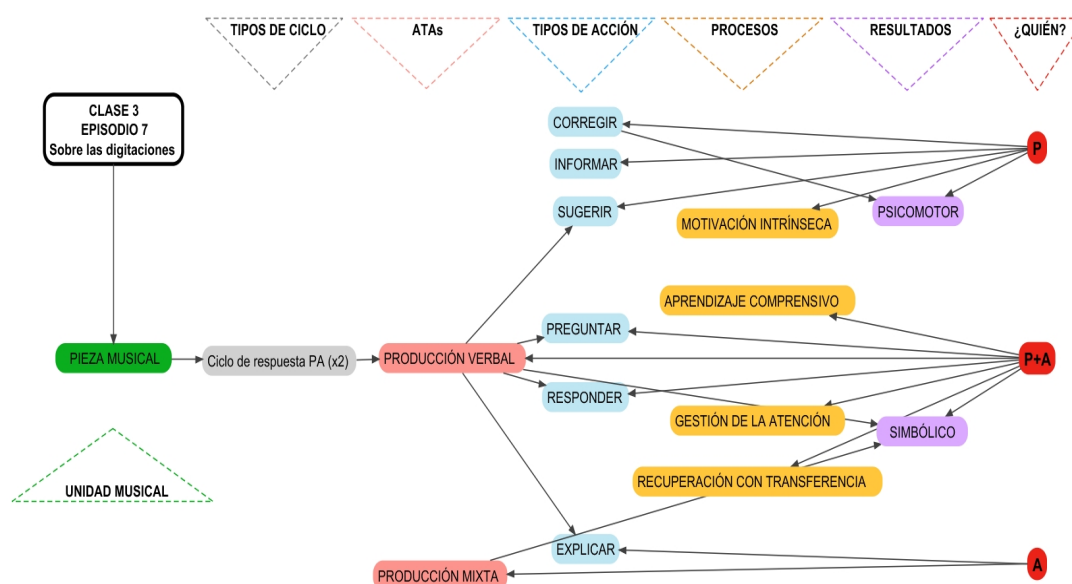 TIPOS DE CICLO
ATAs
TIPOS DE ACCIÓN
PROCESOS
RESULTADOS
¿QUIÉN?
CLASE 3
EPISODIO 7
Sobre las digitaciones
CORREGIR
P
INFORMAR
SUGERIR
PSICOMOTOR
MOTIVACIÓN INTRÍNSECA
APRENDIZAJE COMPRENSIVO
PREGUNTAR
PIEZA MUSICAL
Ciclo de respuesta PA (x2)
PRODUCCIÓN VERBAL
P+A
RESPONDER
GESTIÓN DE LA ATENCIÓN
SIMBÓLICO
RECUPERACIÓN CON TRANSFERENCIA
UNIDAD MUSICAL
EXPLICAR
A
PRODUCCIÓN MIXTA